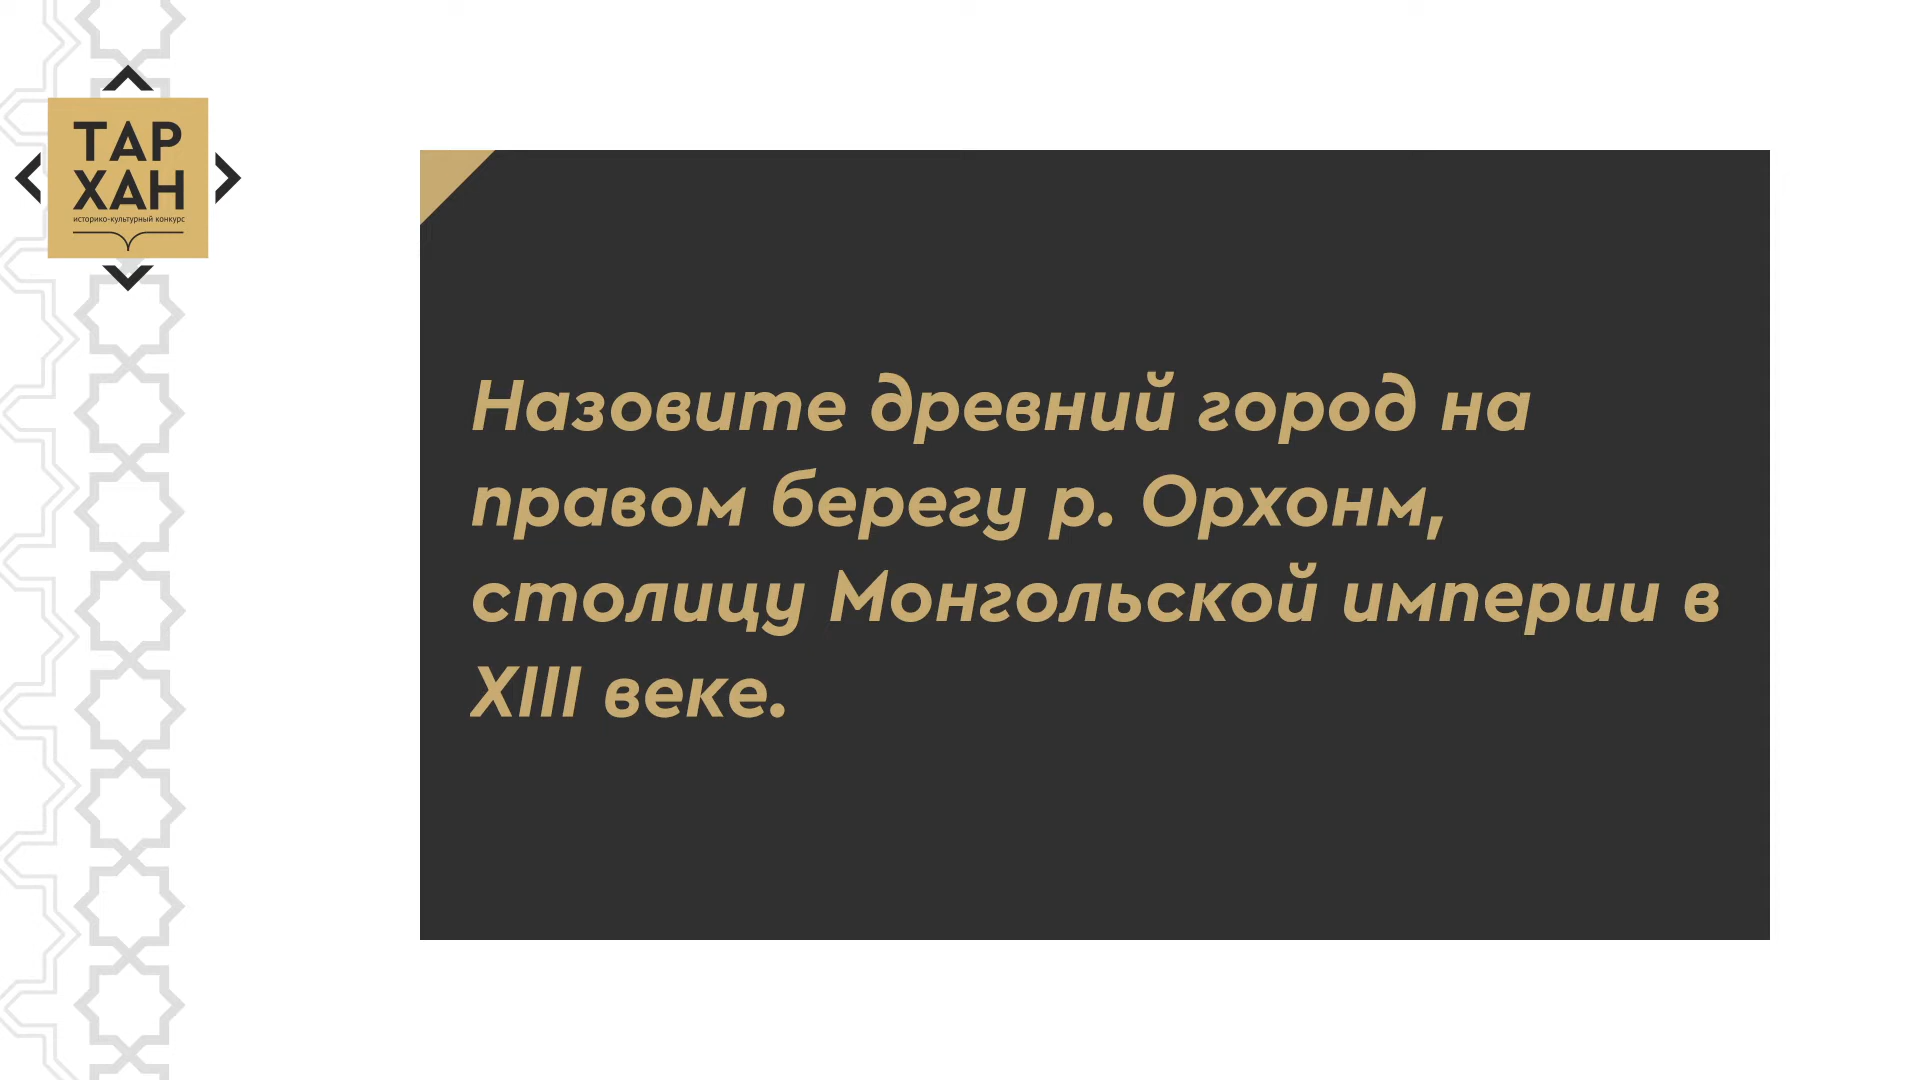 ТАР
ХАН
историко-культурный конкурс
Назовите древний город на
правом берегу р. Орхонм,
столицу Монгольской империи в
XIII веке.